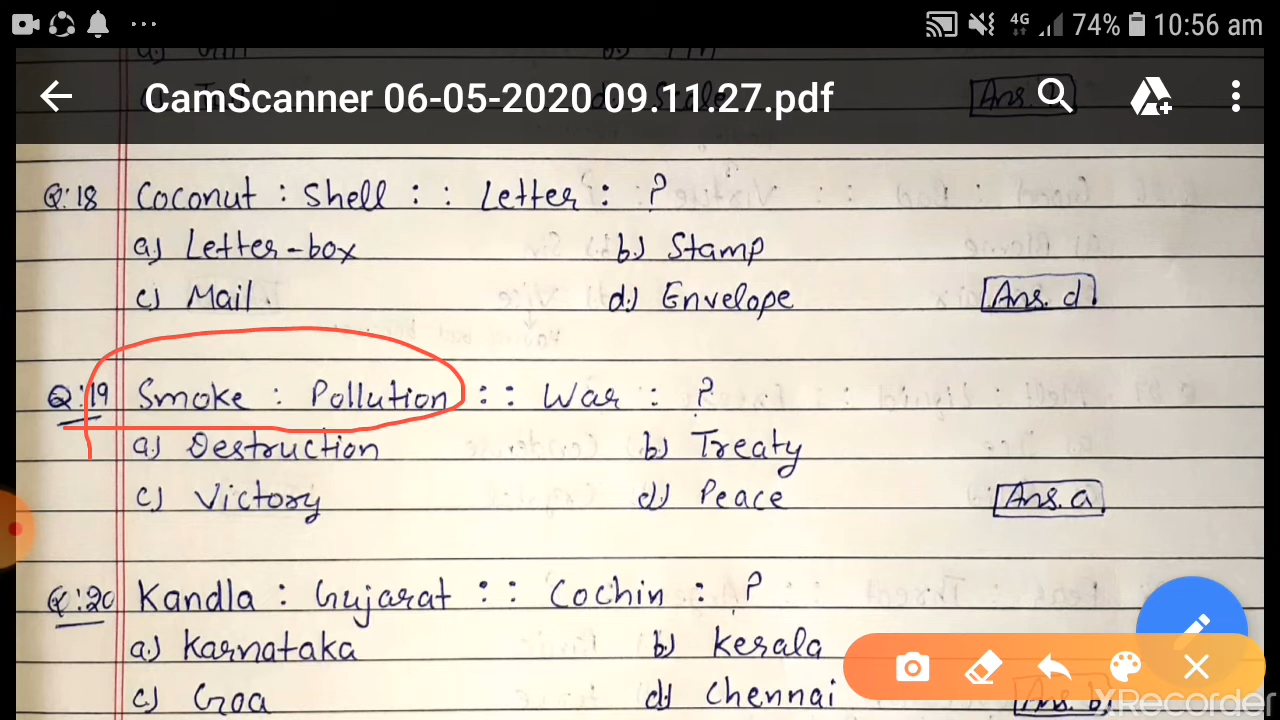 4G 74% 10:56 am
CamScanner 06-05-2020 09.11.27.pdf
Q:18 Coconut : Shell : : Letter : ?
a.) Letter-box b.) Stamp
c.) Mail. d.) Envelope Ans. d
Q:19 Smoke : Pollution : : War : ?
a.) Destruction b.) Treaty
c.) Victory d.) Peace Ans. a
Q:20 Kandla : Gujarat : : Cochin : ?
a.) Karnataka b.) Kerala
c.) Goa d.) Chennai Ans. b
XRecorder